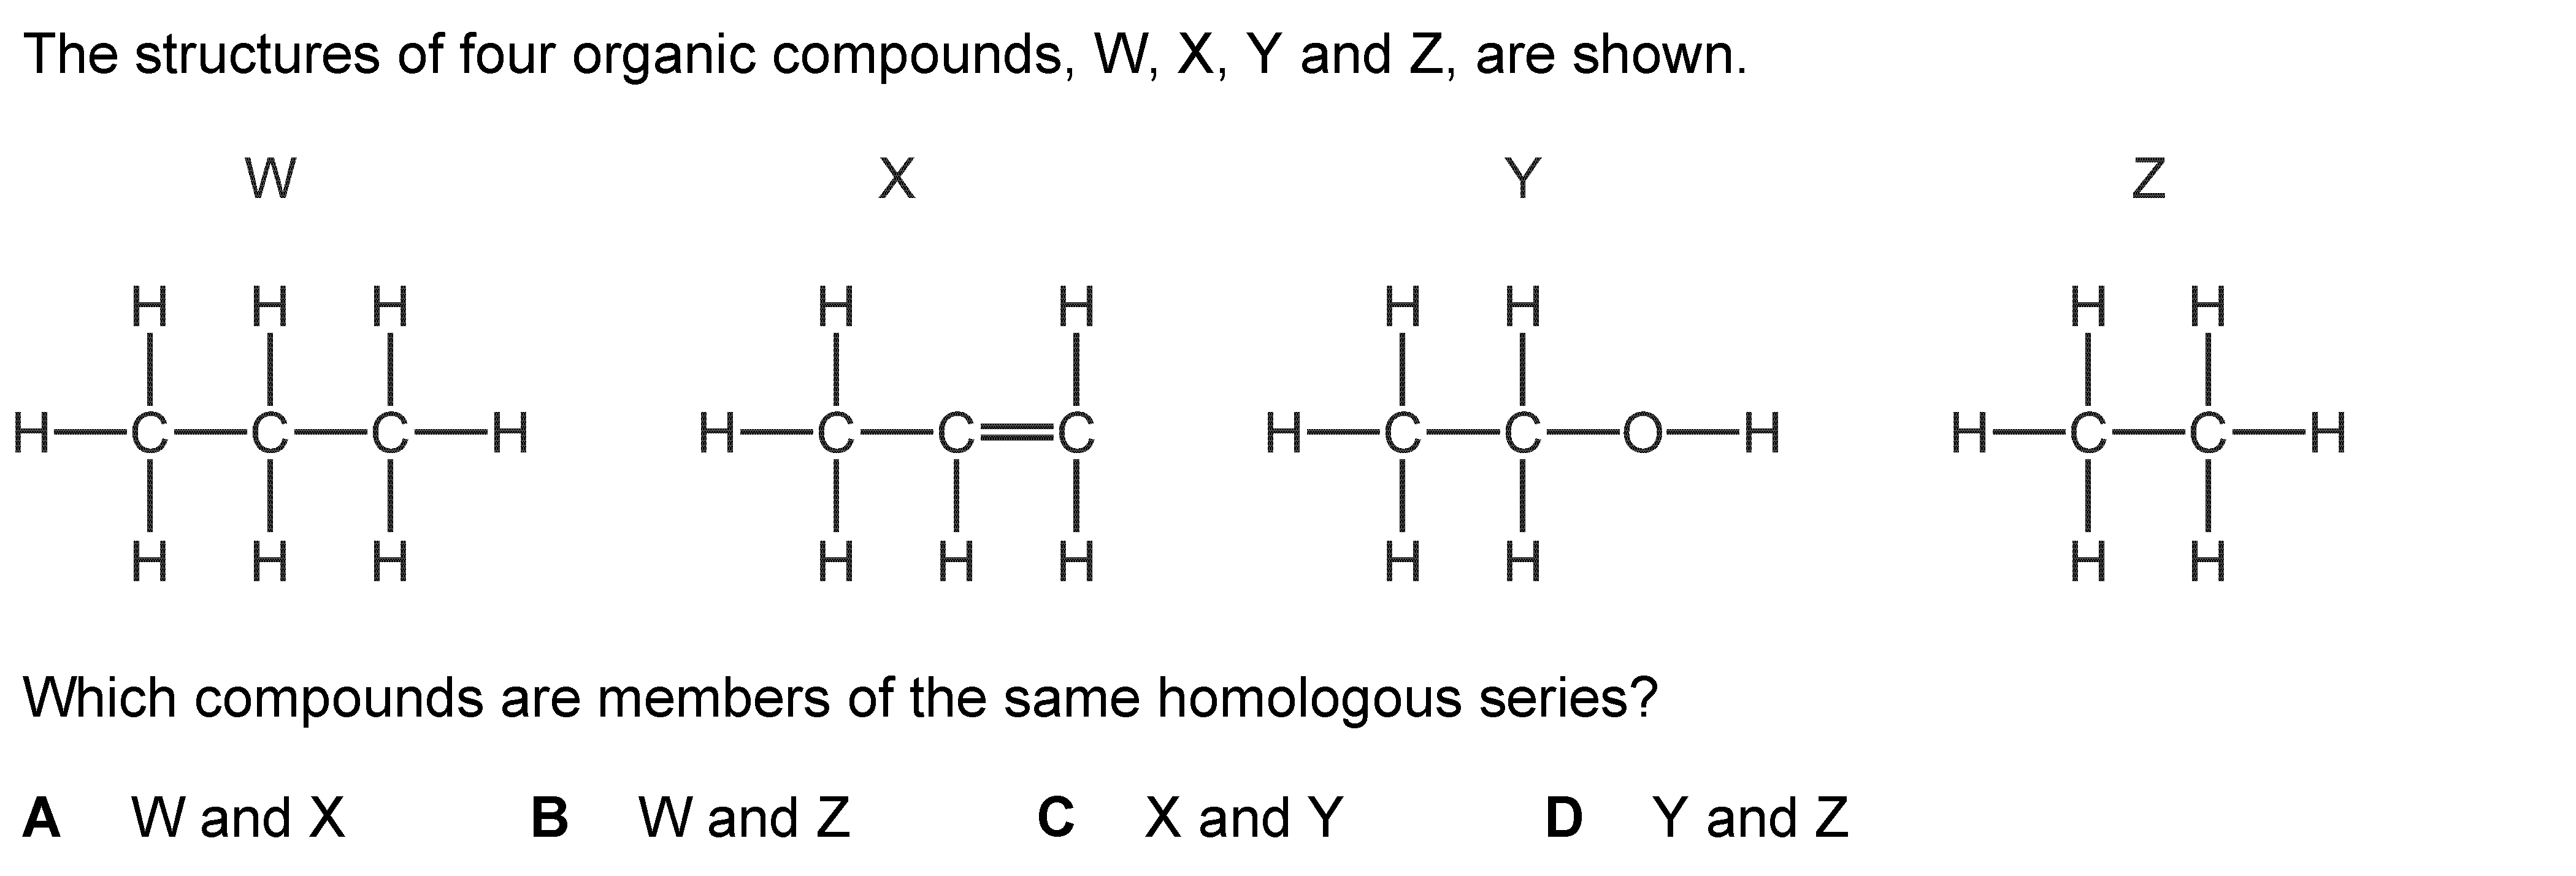 The structures of four organic compounds, W, X, Y and Z, are shown.
W X Y Z
H H H H H H H H H
H C C C H H C C C H C C O H H C C H
H H H H H H H H H H
Which compounds are members of the same homologous series?
A W and X B W and Z C X and Y D Y and Z